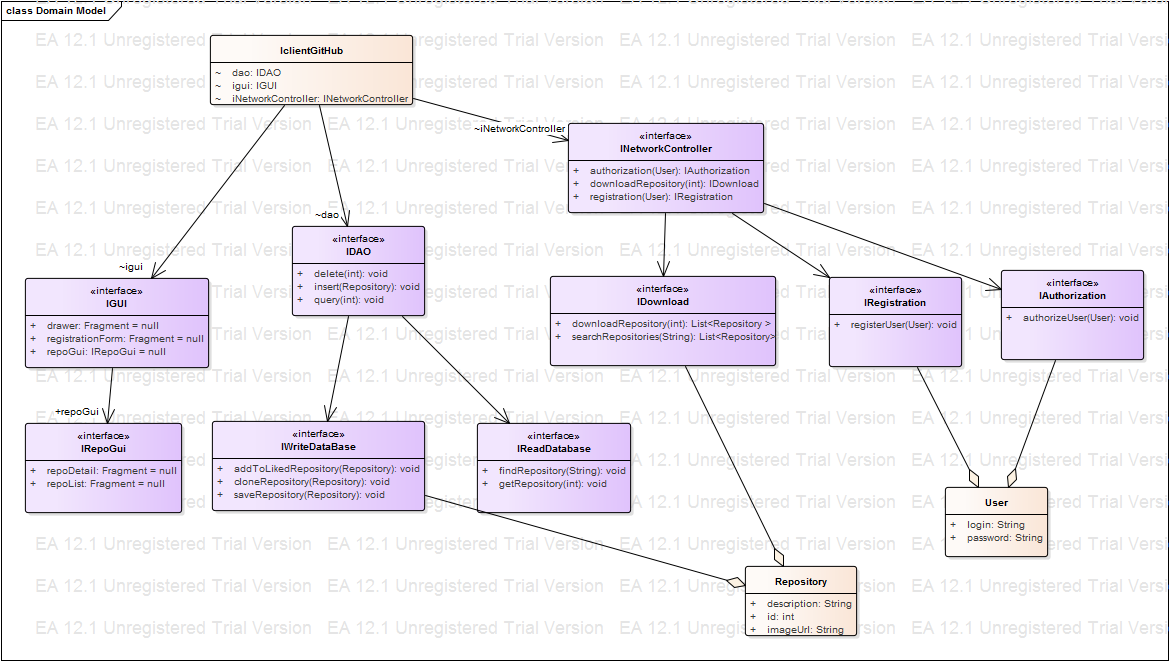 class Domain Model
EA 12.1 Unregistered Trial Version
IclientGitHub
~ dao: IDAO
~ igui: IGUI
~ iNetworkController: INetworkController
~iNetworkController
«interface»
INetworkController
+ authorization(User): IAuthorization
+ downloadRepository(int): IDownload
+ registration(User): IRegistration
~dao
«interface»
IDAO
+ delete(int): void
+ insert(Repository): void
+ query(int): void
~igui
«interface»
IGUI
+ drawer: Fragment = null
+ registrationForm: Fragment = null
+ repoGui: IRepoGui = null
«interface»
IDownload
+ downloadRepository(int): List<Repository >
+ searchRepositories(String): List<Repository>
«interface»
IRegistration
+ registerUser(User): void
«interface»
IAuthorization
+ authorizeUser(User): void
+repoGui
«interface»
IRepoGui
+ repoDetail: Fragment = null
+ repoList: Fragment = null
«interface»
IWriteDataBase
+ addToLikedRepository(Repository): void
+ cloneRepository(Repository): void
+ saveRepository(Repository): void
«interface»
IReadDatabase
+ findRepository(String): void
+ getRepository(int): void
User
+ login: String
+ password: String
Repository
+ description: String
+ id: int
+ imageUrl: String